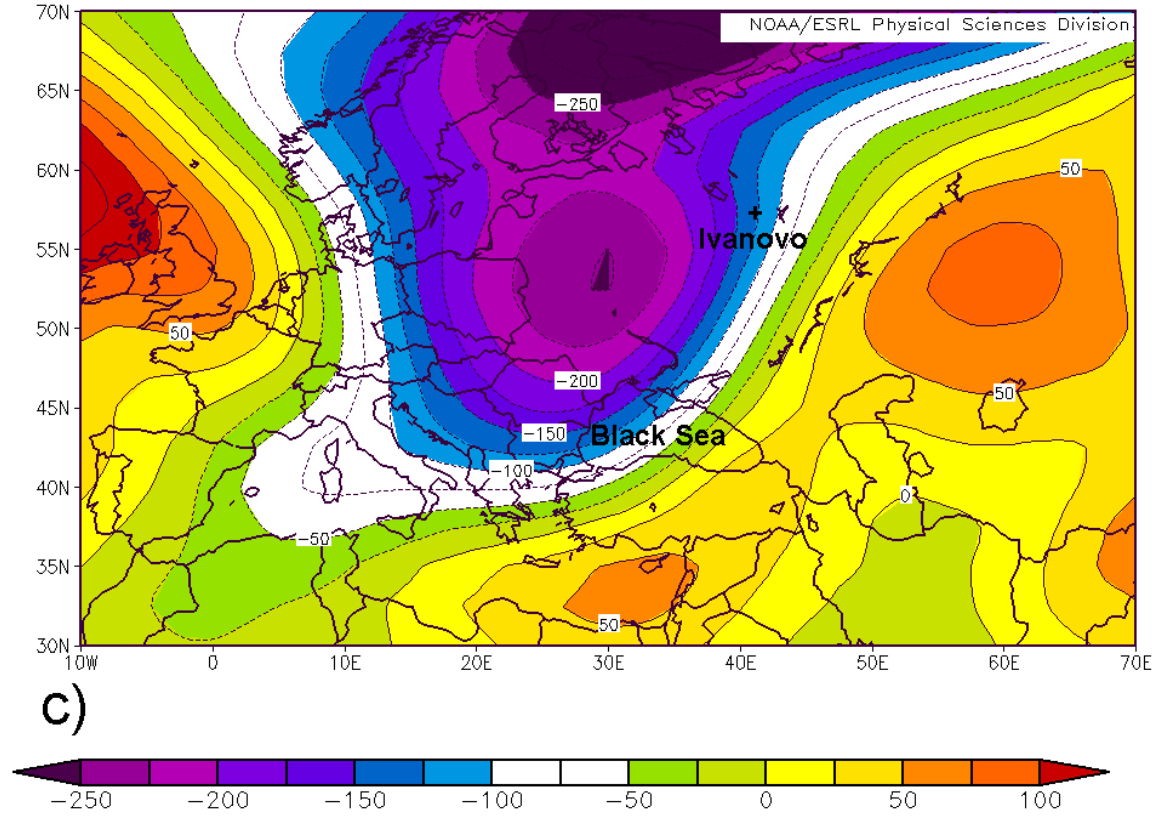 70N
NOAA/ESRL Physical Sciences Division
65N
-250
60N
50
Ivanovo
55N
50N
50
-200
50
45N
-150
Black Sea
-100
40N
0
-50
35N
50
30N
10W 0 10E 20E 30E 40E 50E 60E 70E
c)
-250 -200 -150 -100 -50 0 50 100